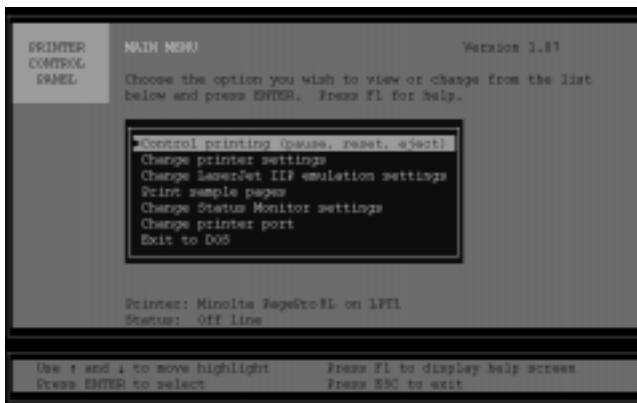 PRINTER
CONTROL
PANEL
MAIN MENU Version 1.87
Choose the option you wish to view or change from the list
below and press ENTER. Press F1 for help.
Control printing (pause, reset, eject)
Change printer settings
Change LaserJet IIP emulation settings
Print sample pages
Change Status Monitor settings
Change printer port
Exit to DOS
Printer: Minolta PagePro on LPT1
Status: Off line
Use ↑ and ↓ to move highlight Press F1 to display help screen
Press ENTER to select Press ESC to exit